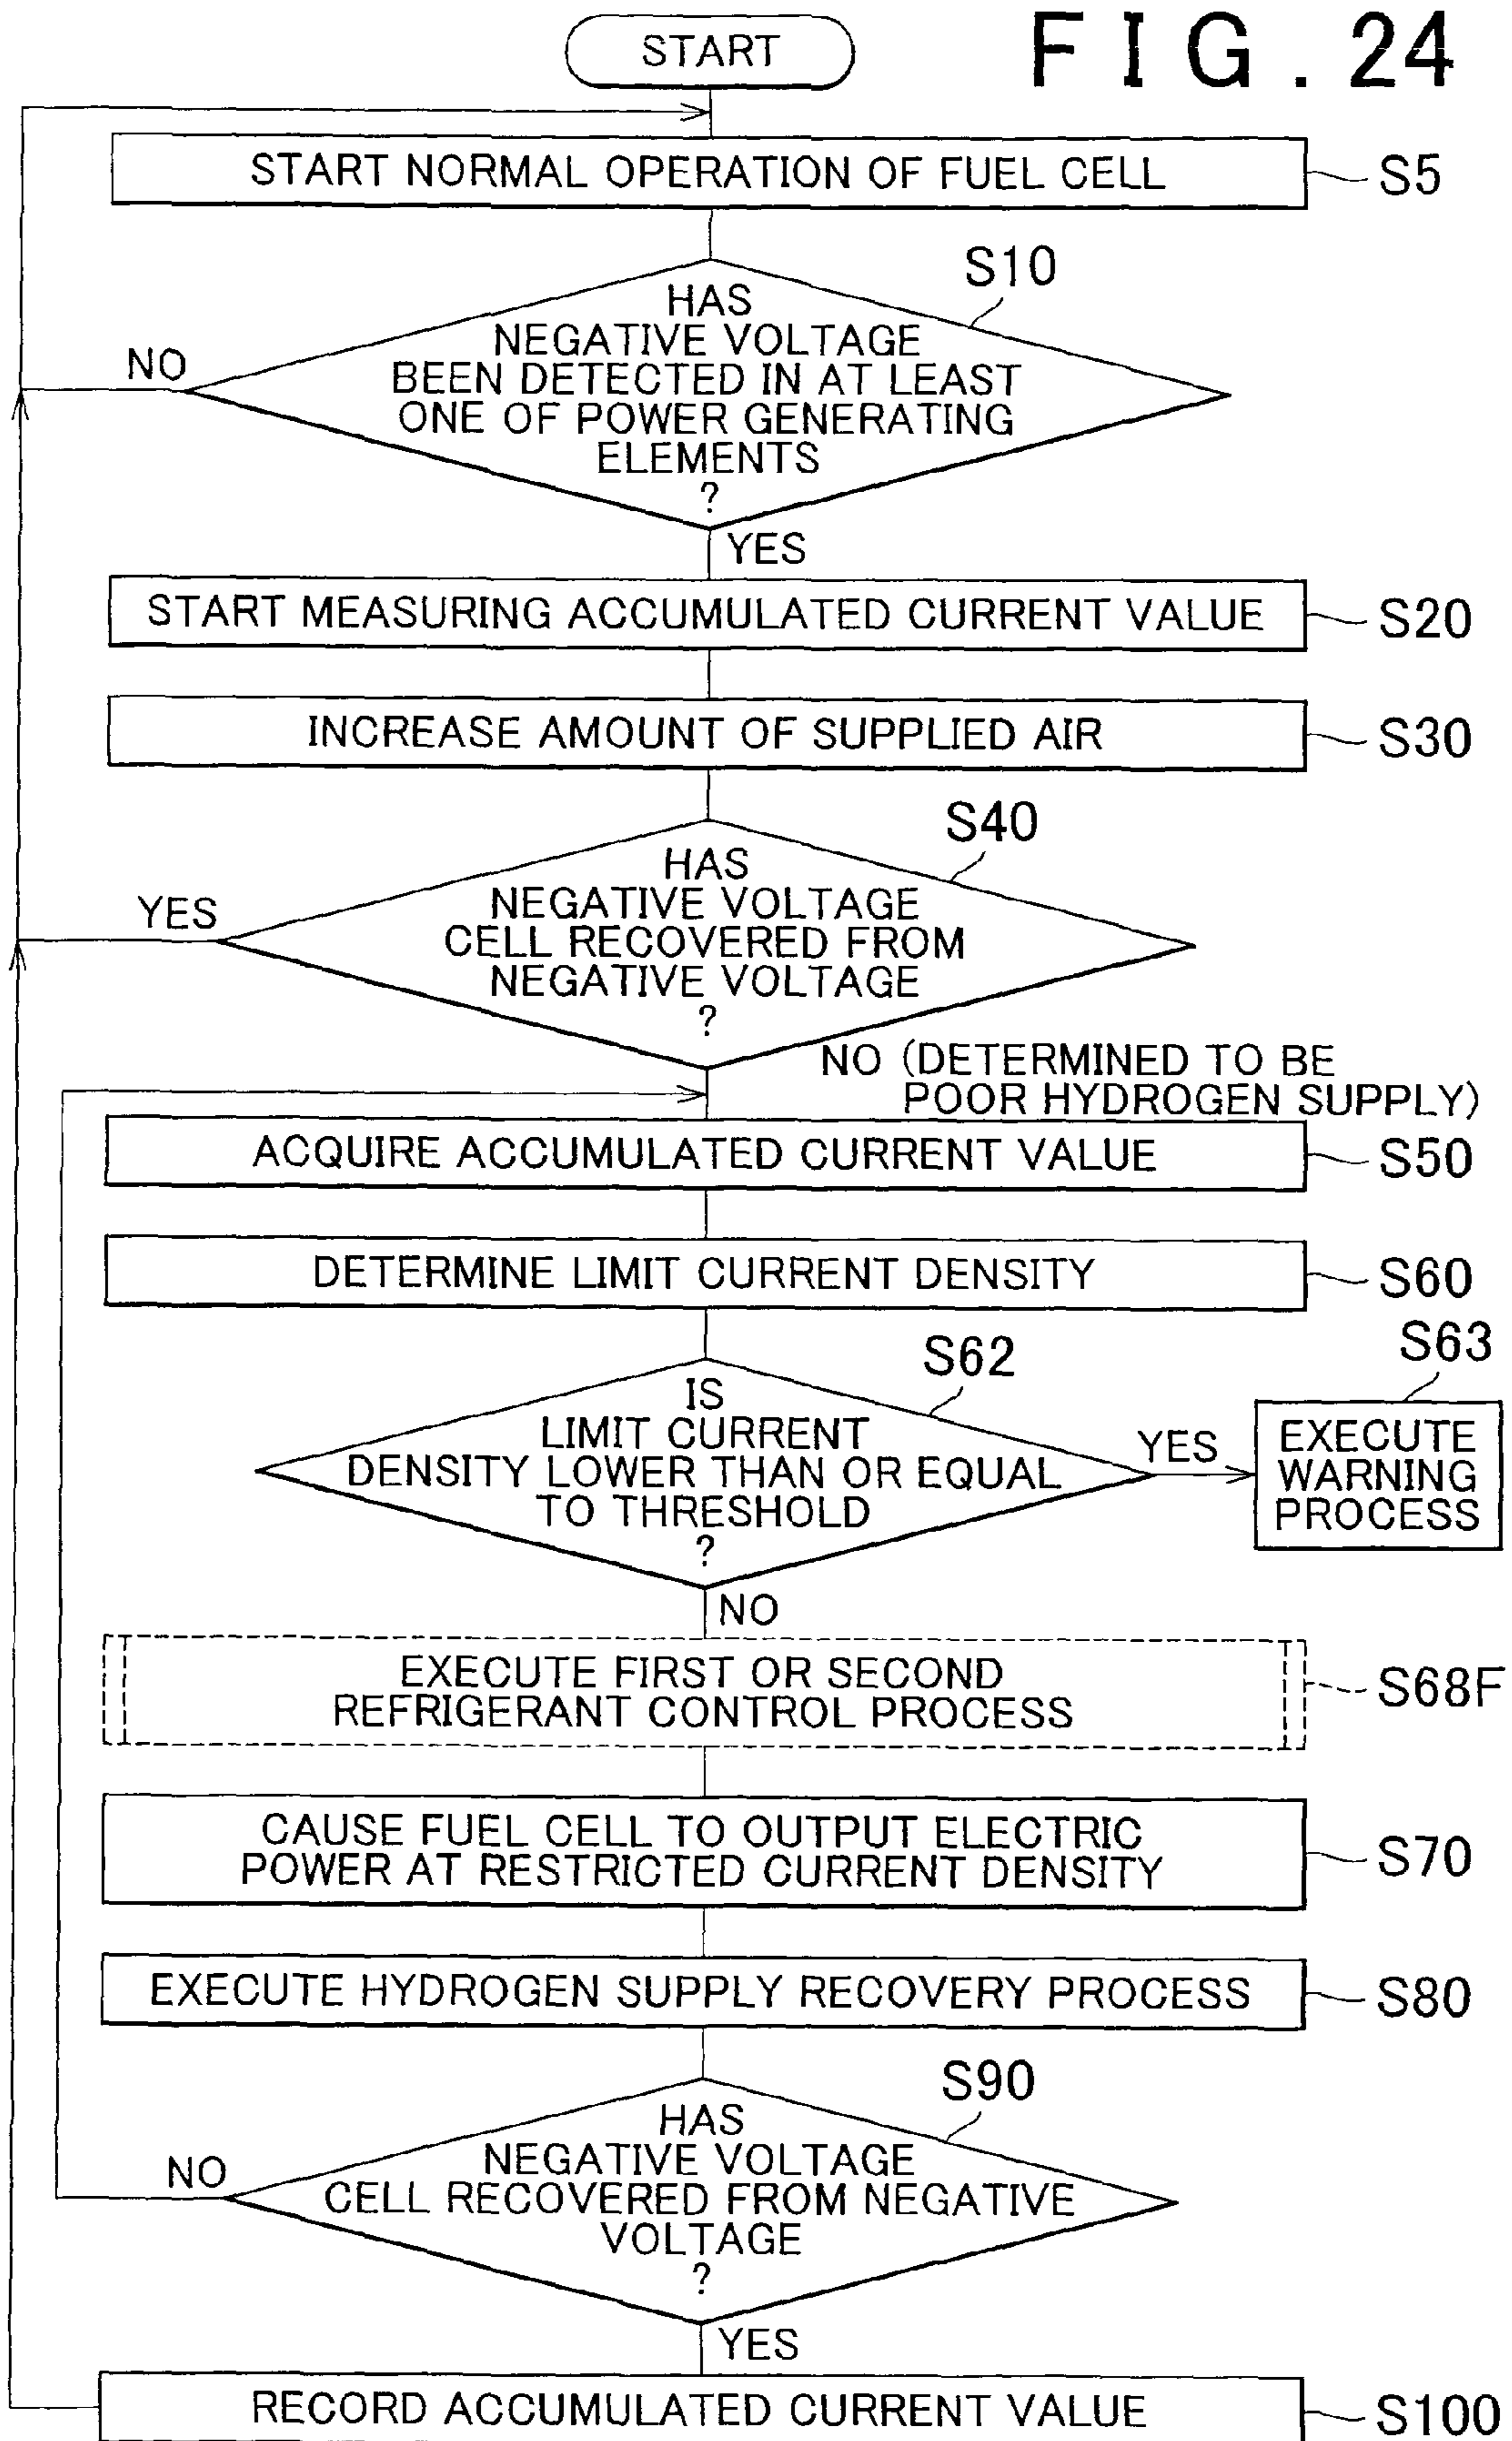 START
FIG. 24
START NORMAL OPERATION OF FUEL CELL
S5
S10
HAS
NEGATIVE VOLTAGE
BEEN DETECTED IN AT LEAST
ONE OF POWER GENERATING
ELEMENTS
?
NO
YES
START MEASURING ACCUMULATED CURRENT VALUE
S20
INCREASE AMOUNT OF SUPPLIED AIR
S30
S40
HAS
NEGATIVE VOLTAGE
CELL RECOVERED FROM
NEGATIVE VOLTAGE
?
YES
NO (DETERMINED TO BE
POOR HYDROGEN SUPPLY)
ACQUIRE ACCUMULATED CURRENT VALUE
S50
DETERMINE LIMIT CURRENT DENSITY
S60
S62
IS
LIMIT CURRENT
DENSITY LOWER THAN OR EQUAL
TO THRESHOLD
?
YES
S63
EXECUTE
WARNING
PROCESS
NO
EXECUTE FIRST OR SECOND
REFRIGERANT CONTROL PROCESS
S68F
CAUSE FUEL CELL TO OUTPUT ELECTRIC
POWER AT RESTRICTED CURRENT DENSITY
S70
EXECUTE HYDROGEN SUPPLY RECOVERY PROCESS
S80
S90
HAS
NEGATIVE VOLTAGE
CELL RECOVERED FROM NEGATIVE
VOLTAGE
?
NO
YES
RECORD ACCUMULATED CURRENT VALUE
S100